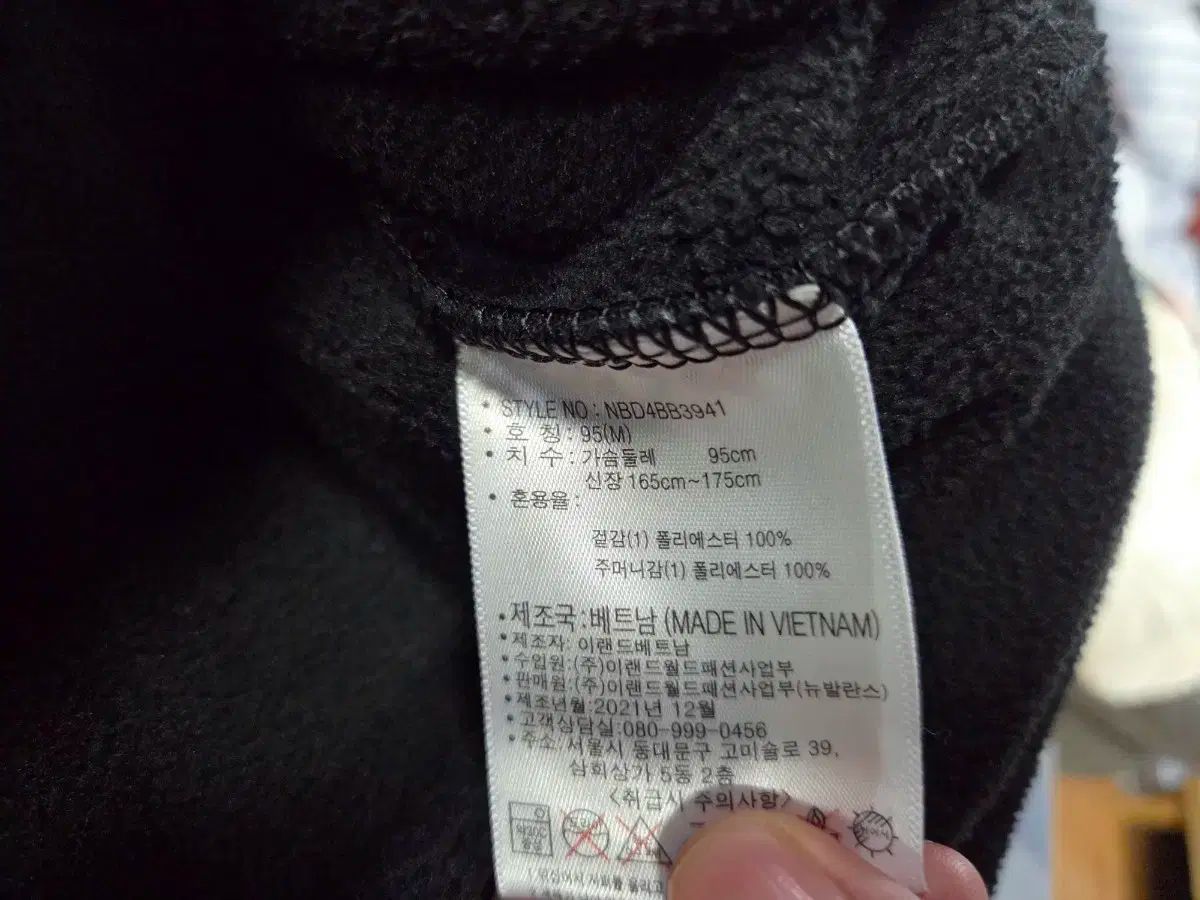 • STYLE NO : NBD4BB3941
• 호 칭 : 95(M)
• 치 수 : 가슴둘레 95cm
신장 165cm~175cm
• 혼용율 :
겉감(1) 폴리에스터 100%
주머니감(1) 폴리에스터 100%
• 제조국 : 베트남 (MADE IN VIETNAM)
• 제조자: 이랜드베트남
• 수입원:(주)이랜드월드패션사업부
• 판매원:(주)이랜드월드패션사업부(뉴발란스)
• 제조년월:2021년 12월
• 고객상담실:080-999-0456
• 주소: 서울시 동대문구 고미술로 39,
삼희상가 5동 2층
<취급시 주의사항>